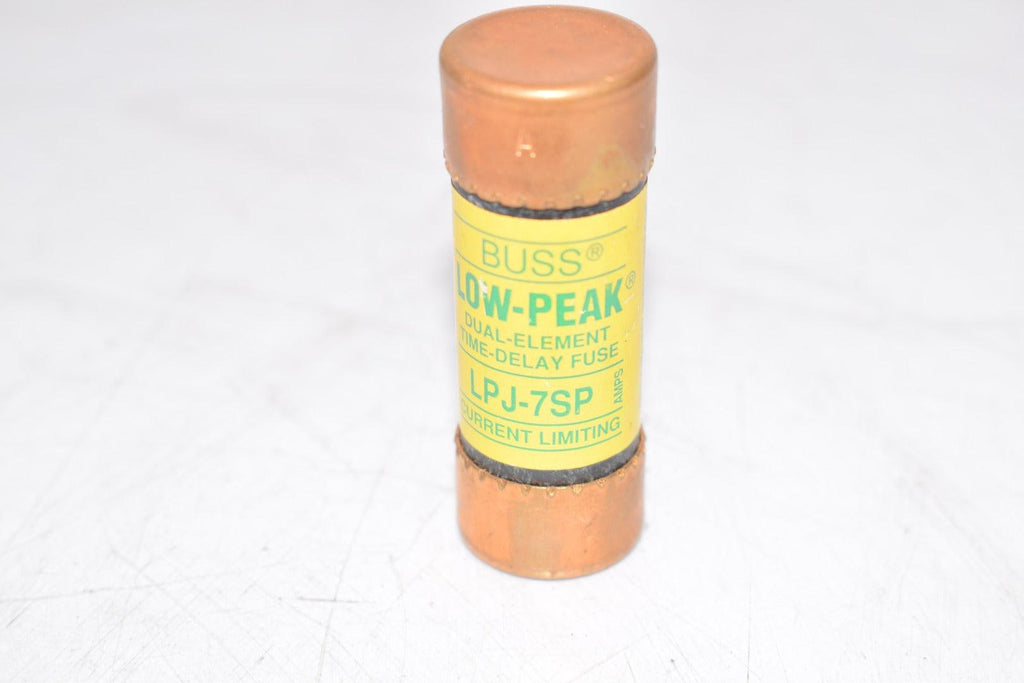 A
BUSS®
LOW-PEAK®
DUAL-ELEMENT
TIME-DELAY FUSE
LPJ-7SP
AMPS
CURRENT LIMITING